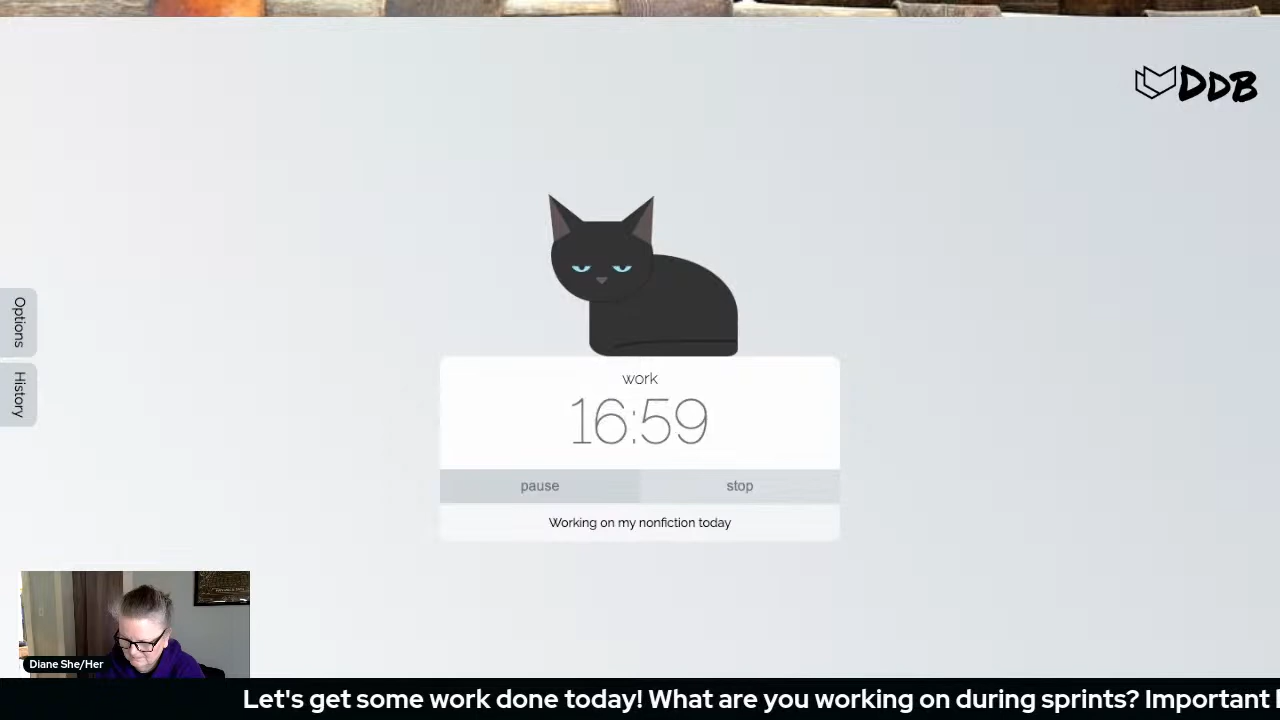 DDB
Options
History
work
16:59
pause
stop
Working on my nonfiction today
Diane She/Her
Let's get some work done today! What are you working on during sprints? Important